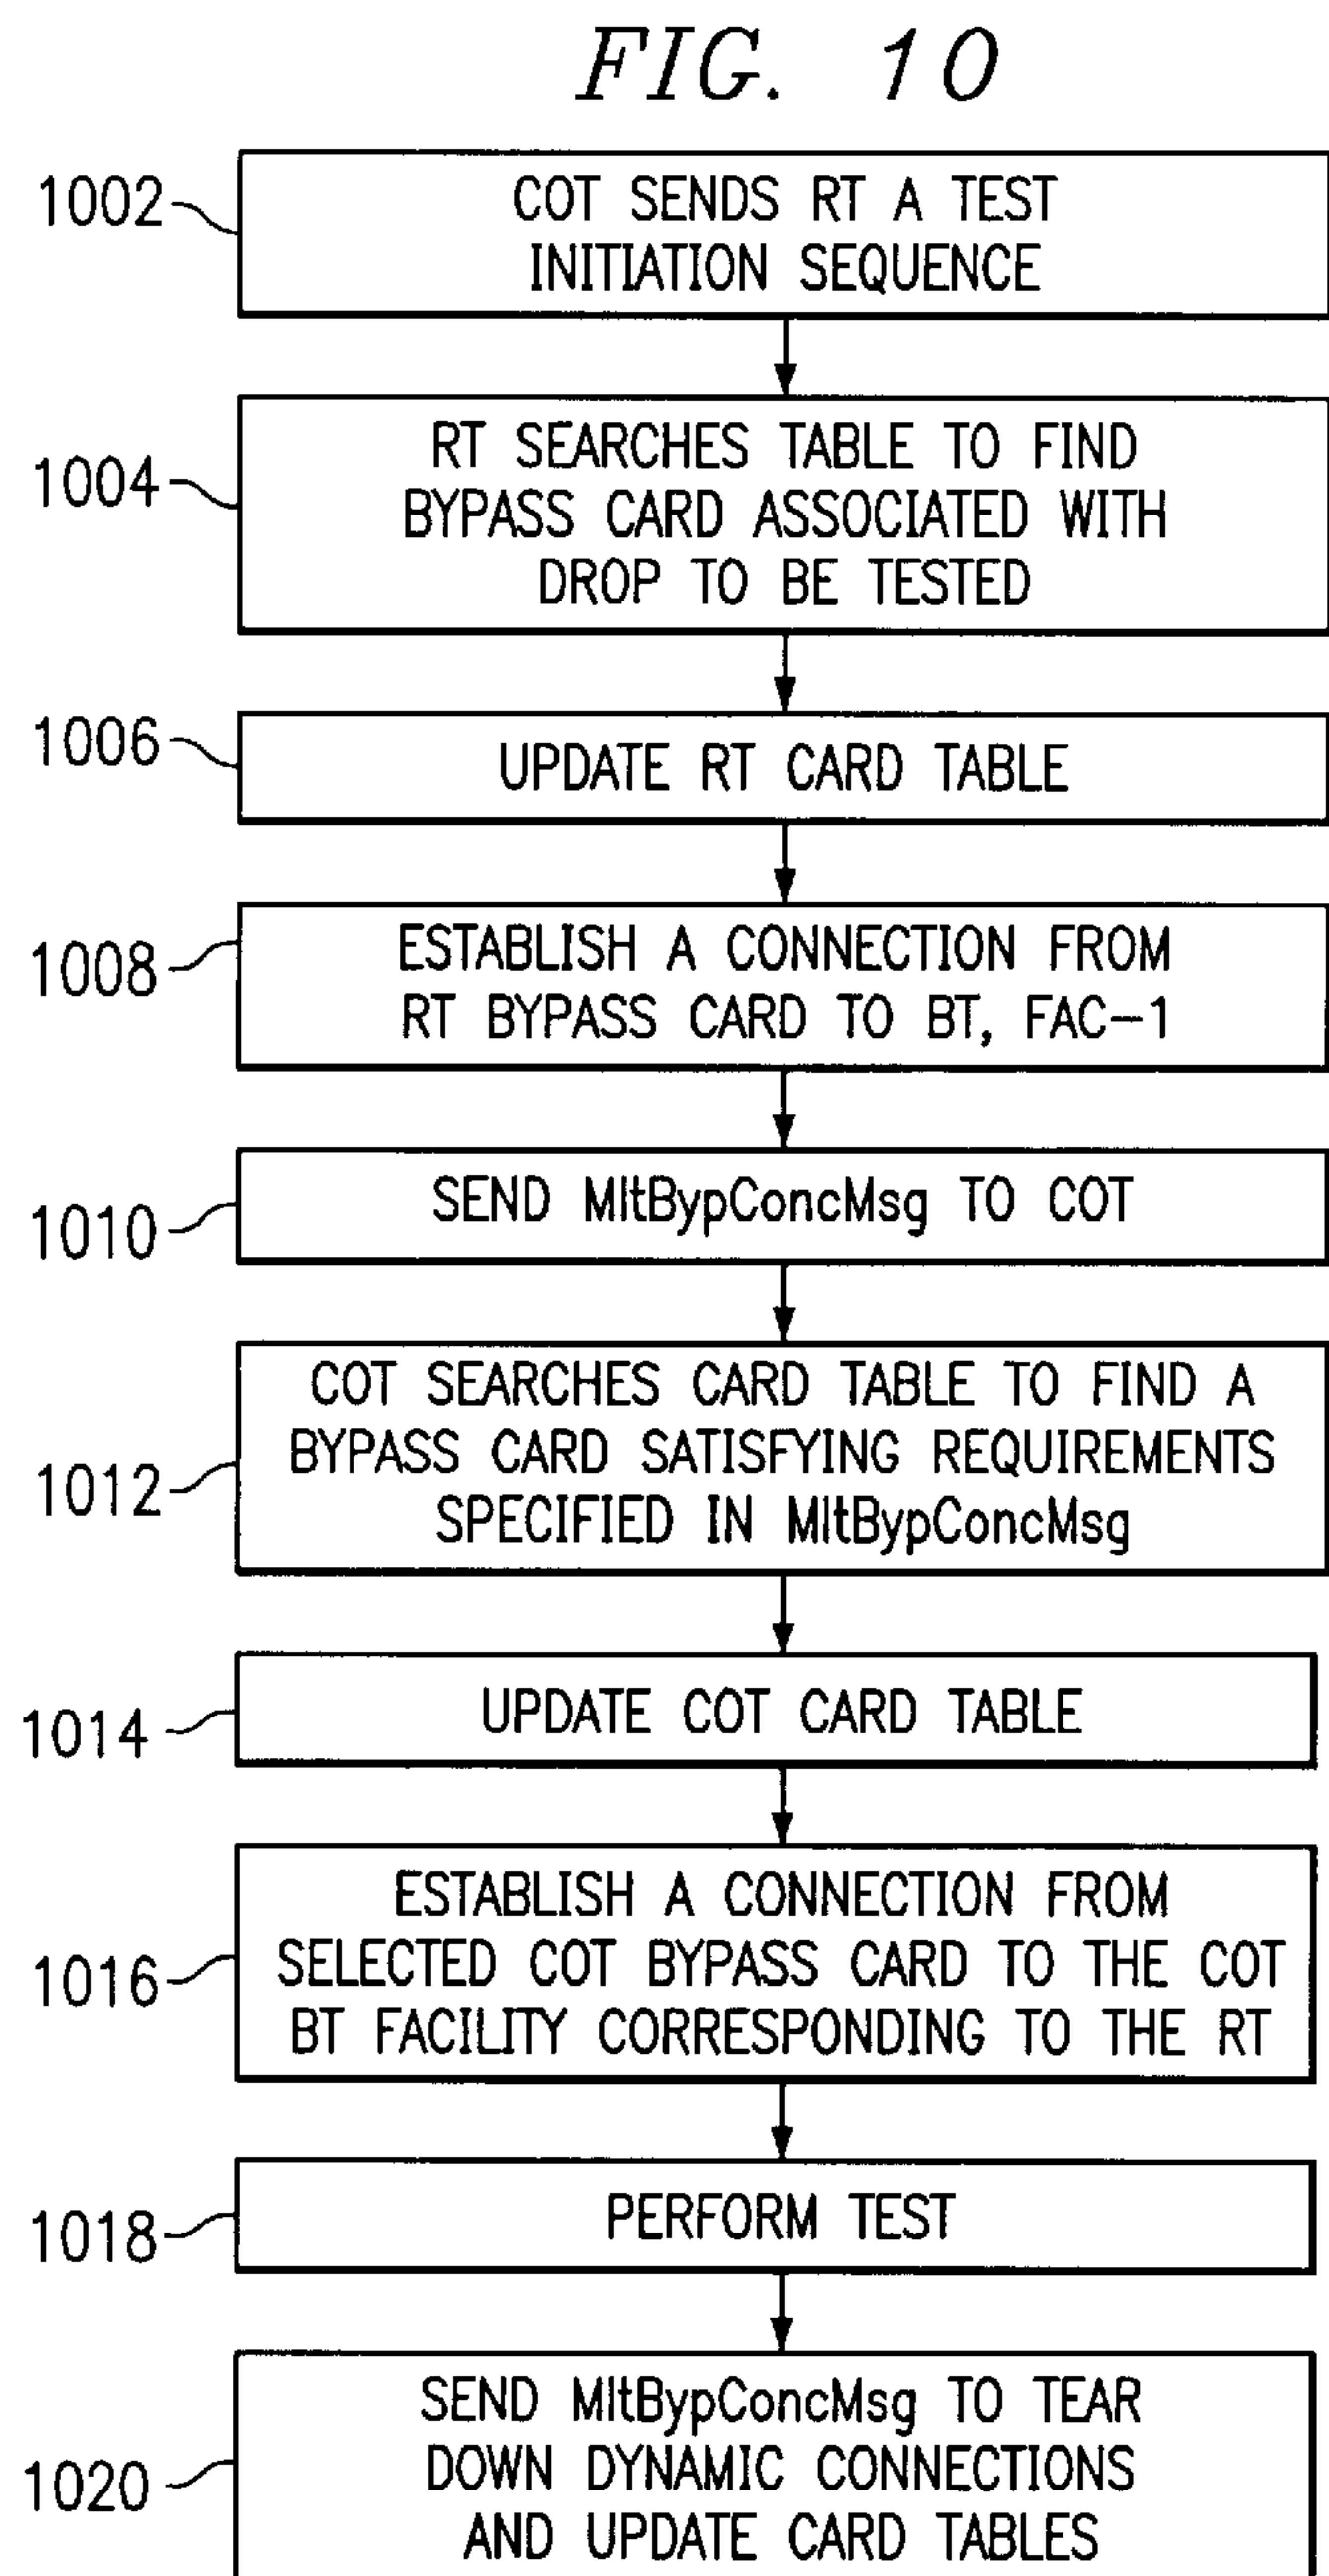 FIG. 10
1002
COT SENDS RT A TEST
INITIATION SEQUENCE
1004
RT SEARCHES TABLE TO FIND
BYPASS CARD ASSOCIATED WITH
DROP TO BE TESTED
1006
UPDATE RT CARD TABLE
1008
ESTABLISH A CONNECTION FROM
RT BYPASS CARD TO BT, FAC-1
1010
SEND MltBypConcMsg TO COT
1012
COT SEARCHES CARD TABLE TO FIND A
BYPASS CARD SATISFYING REQUIREMENTS
SPECIFIED IN MltBypConcMsg
1014
UPDATE COT CARD TABLE
1016
ESTABLISH A CONNECTION FROM
SELECTED COT BYPASS CARD TO THE COT
BT FACILITY CORRESPONDING TO THE RT
1018
PERFORM TEST
1020
SEND MltBypConcMsg TO TEAR
DOWN DYNAMIC CONNECTIONS
AND UPDATE CARD TABLES